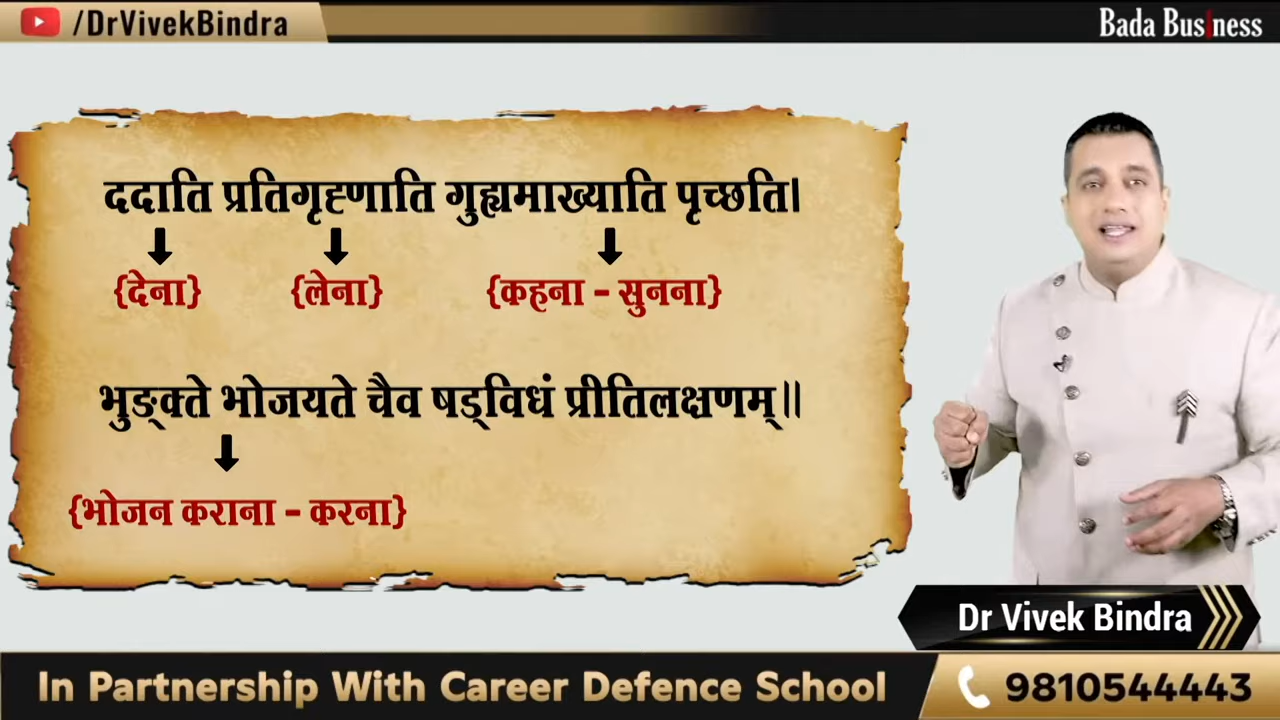 /DrVivekBindra
Bada Business
ददाति प्रतिगृह्णाति गुह्यमाख्याति पृच्छति।
{देना} {लेना} {कहना - सुनना}
भुङ्क्ते भोजयते चैव षड्विधं प्रीतिलक्षणम्॥
{भोजन कराना - करना}
Dr Vivek Bindra
In Partnership With Career Defence School
9810544443